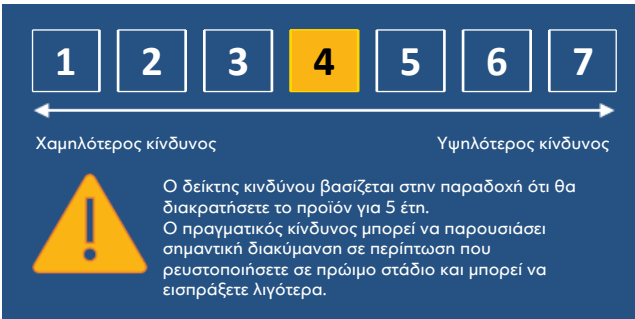 1 2 3 4 5 6 7
Χαμηλότερος κίνδυνος Υψηλότερος κίνδυνος
Ο δείκτης κινδύνου βασίζεται στην παραδοχή ότι θα
διακρατήσετε το προϊόν για 5 έτη.
Ο πραγματικός κίνδυνος μπορεί να παρουσιάσει
σημαντική διακύμανση σε περίπτωση που
ρευστοποιήσετε σε πρώιμο στάδιο και μπορεί να
εισπράξετε λιγότερα.